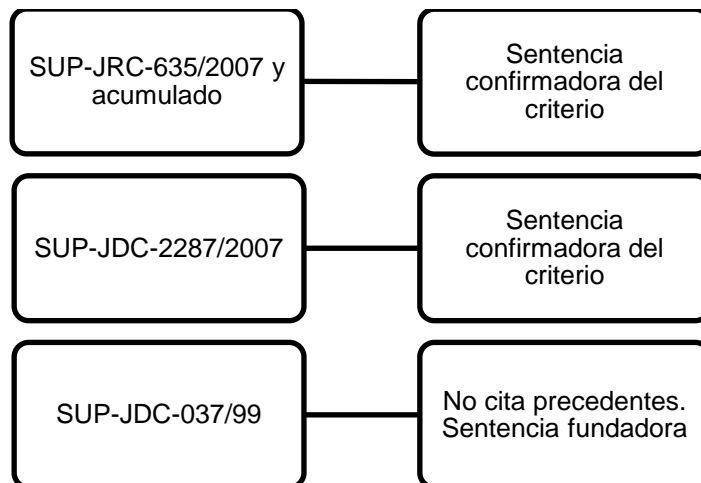 SUP-JRC-635/2007 y
acumulado
Sentencia
confirmadora del
criterio
SUP-JDC-2287/2007
Sentencia
confirmadora del
criterio
SUP-JDC-037/99
No cita precedentes.
Sentencia fundadora